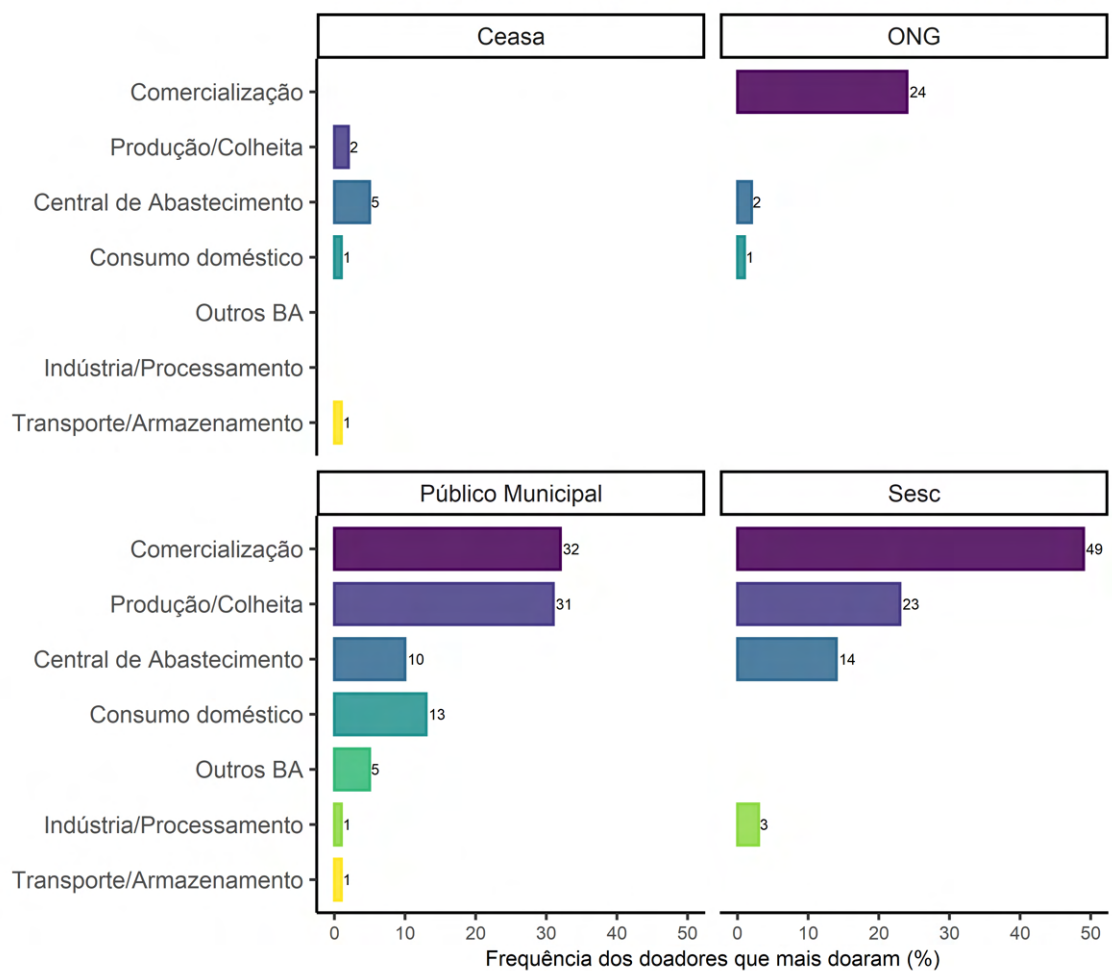 Ceasa
ONG
Comercialização
24
Produção/Colheita
2
Central de Abastecimento
5
2
Consumo doméstico
1
1
Outros BA
Indústria/Processamento
Transporte/Armazenamento
1
Público Municipal
Sesc
Comercialização
32
49
Produção/Colheita
31
23
Central de Abastecimento
10
14
Consumo doméstico
13
Outros BA
5
Indústria/Processamento
1
3
Transporte/Armazenamento
1
0 10 20 30 40 50
0 10 20 30 40 50
Frequência dos doadores que mais doaram (%)